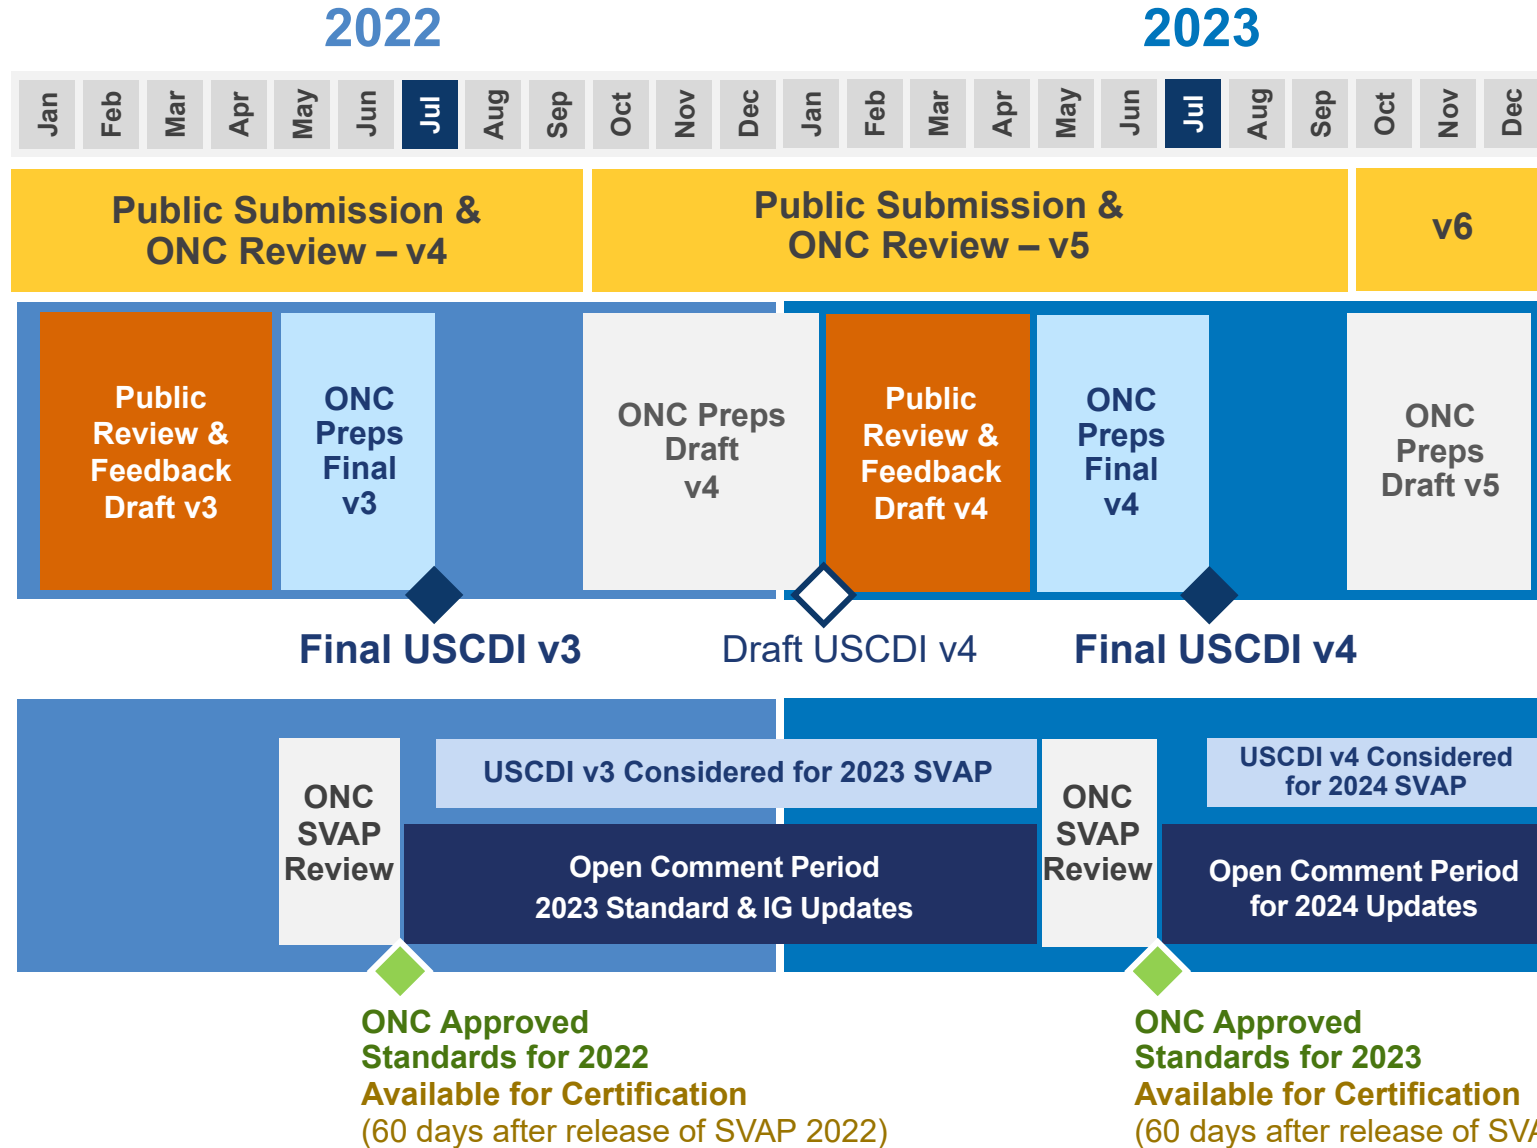 2022
2023
Jan Feb Mar Apr May Jun Jul Aug Sep Oct Nov Dec Jan Feb Mar Apr May Jun Jul Aug Sep Oct Nov Dec
Public Submission &
ONC Review – v4
Public Submission &
ONC Review – v5
v6
Public
Review &
Feedback
Draft v3
ONC
Preps
Final
v3
ONC Preps
Draft
v4
Public
Review &
Feedback
Draft v4
ONC
Preps
Final
v4
ONC
Preps
Draft v5
Final USCDI v3
Draft USCDI v4
Final USCDI v4
ONC
SVAP
Review
USCDI v3 Considered for 2023 SVAP
Open Comment Period
2023 Standard & IG Updates
ONC
SVAP
Review
USCDI v4 Considered
for 2024 SVAP
Open Comment Period
for 2024 Updates
ONC Approved
Standards for 2022
Available for Certification
(60 days after release of SVAP 2022)
ONC Approved
Standards for 2023
Available for Certification
(60 days after release of